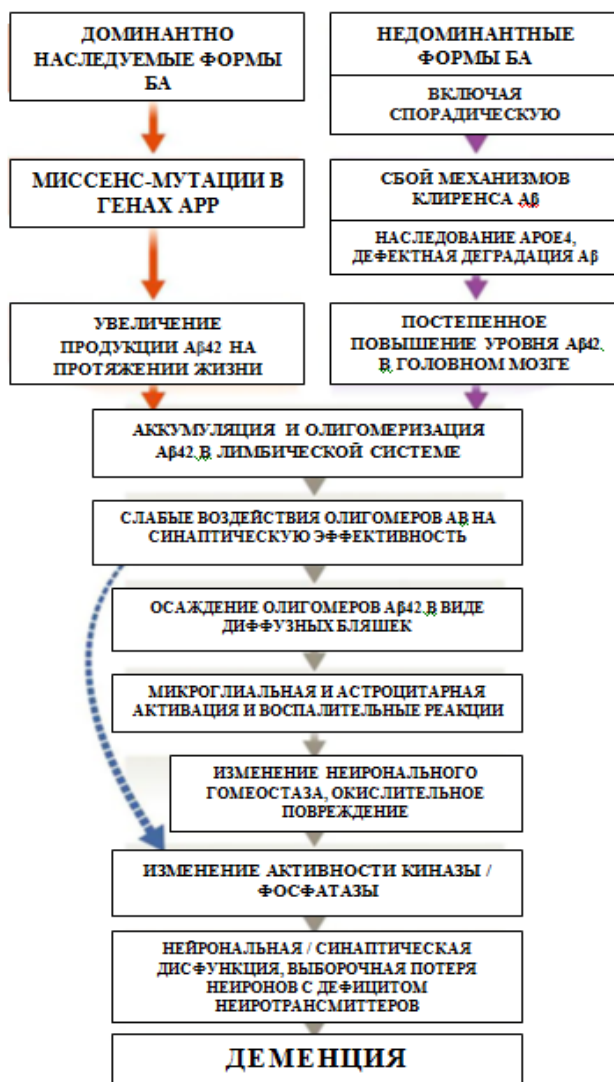 ДОМИНАНТНО
НАСЛЕДУЕМЫЕ ФОРМЫ
БА
НЕДОМИНАНТНЫЕ
ФОРМЫ БА
ВКЛЮЧАЯ
СПОРАДИЧЕСКУЮ
МИССЕНС-МУТАЦИИ В
ГЕНАХ APP
СБОЙ МЕХАНИЗМОВ
КЛИРЕНСА Aβ
НАСЛЕДОВАНИЕ APOE4,
ДЕФЕКТНАЯ ДЕГРАДАЦИЯ Aβ
УВЕЛИЧЕНИЕ
ПРОДУКЦИИ Aβ42 НА
ПРОТЯЖЕНИИ ЖИЗНИ
ПОСТЕПЕННОЕ
ПОВЫШЕНИЕ УРОВНЯ Aβ42
В ГОЛОВНОМ МОЗГЕ
АККУМУЛЯЦИЯ И ОЛИГОМЕРИЗАЦИЯ
Aβ42 В ЛИМБИЧЕСКОЙ СИСТЕМЕ
СЛАБЫЕ ВОЗДЕЙСТВИЯ ОЛИГОМЕРОВ АВ НА
СИНАПТИЧЕСКУЮ ЭФФЕКТИВНОСТЬ
ОСАЖДЕНИЕ ОЛИГОМЕРОВ Aβ42 В ВИДЕ
ДИФФУЗНЫХ БЛЯШЕК
МИКРОГЛИАЛЬНАЯ И АСТРОЦИТАРНАЯ
АКТИВАЦИЯ И ВОСПАЛИТЕЛЬНЫЕ РЕАКЦИИ
ИЗМЕНЕНИЕ НЕЙРОНАЛЬНОГО
ГОМЕОСТАЗА, ОКИСЛИТЕЛЬНОЕ
ПОВРЕЖДЕНИЕ
ИЗМЕНЕНИЕ АКТИВНОСТИ КИНАЗЫ /
ФОСФАТАЗЫ
НЕЙРОНАЛЬНАЯ / СИНАПТИЧЕСКАЯ
ДИСФУНКЦИЯ, ВЫБОРОЧНАЯ ПОТЕРЯ
НЕЙРОНОВ С ДЕФИЦИТОМ
НЕЙРОТРАНСМИТТЕРОВ
ДЕМЕНЦИЯ